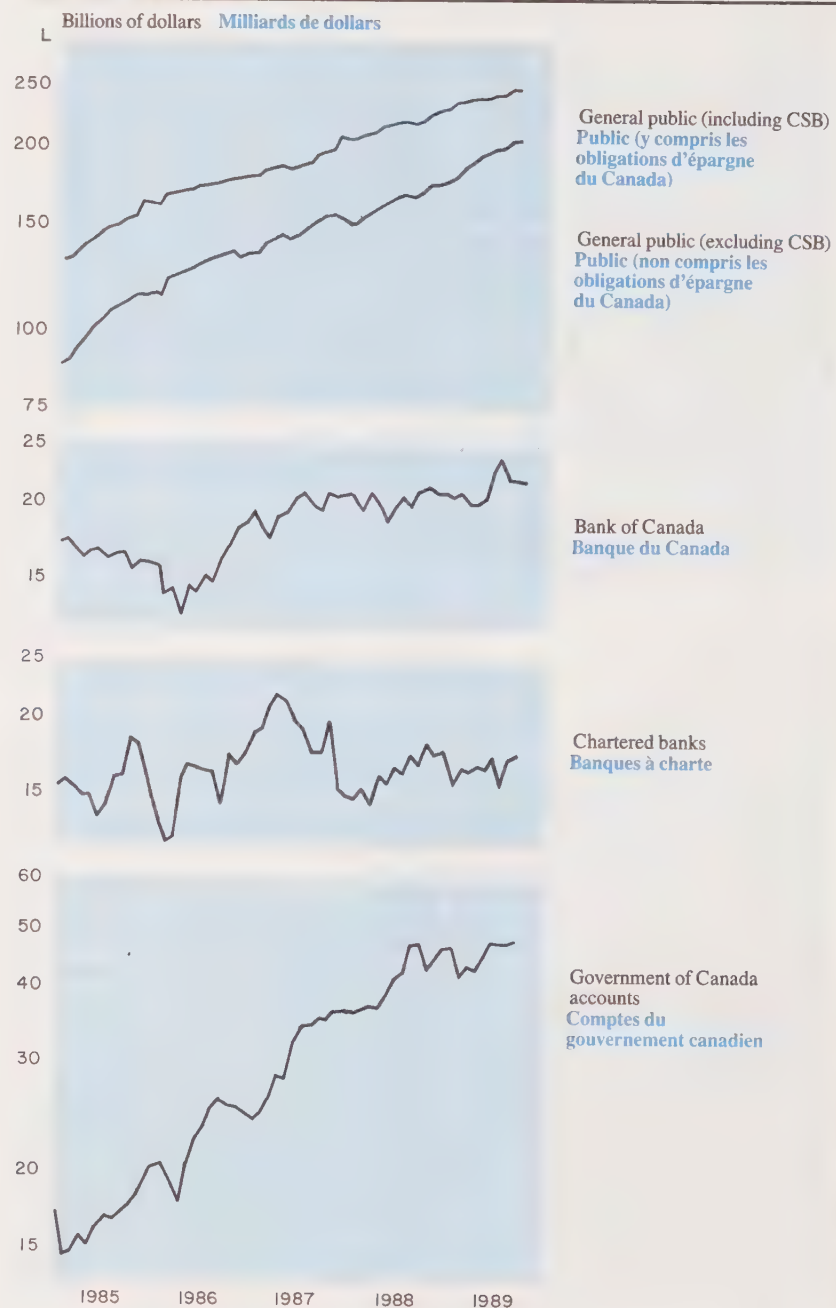 L
Billions of dollars Milliards de dollars
250
200
150
100
75
General public (including CSB)
Public (y compris les
obligations d'épargne
du Canada)
General public (excluding CSB)
Public (non compris les
obligations d'épargne
du Canada)
25
20
15
Bank of Canada
Banque du Canada
25
20
15
Chartered banks
Banques à charte
60
50
40
30
20
15
Government of Canada
accounts
Comptes du
gouvernement canadien
1985 1986 1987 1988 1989